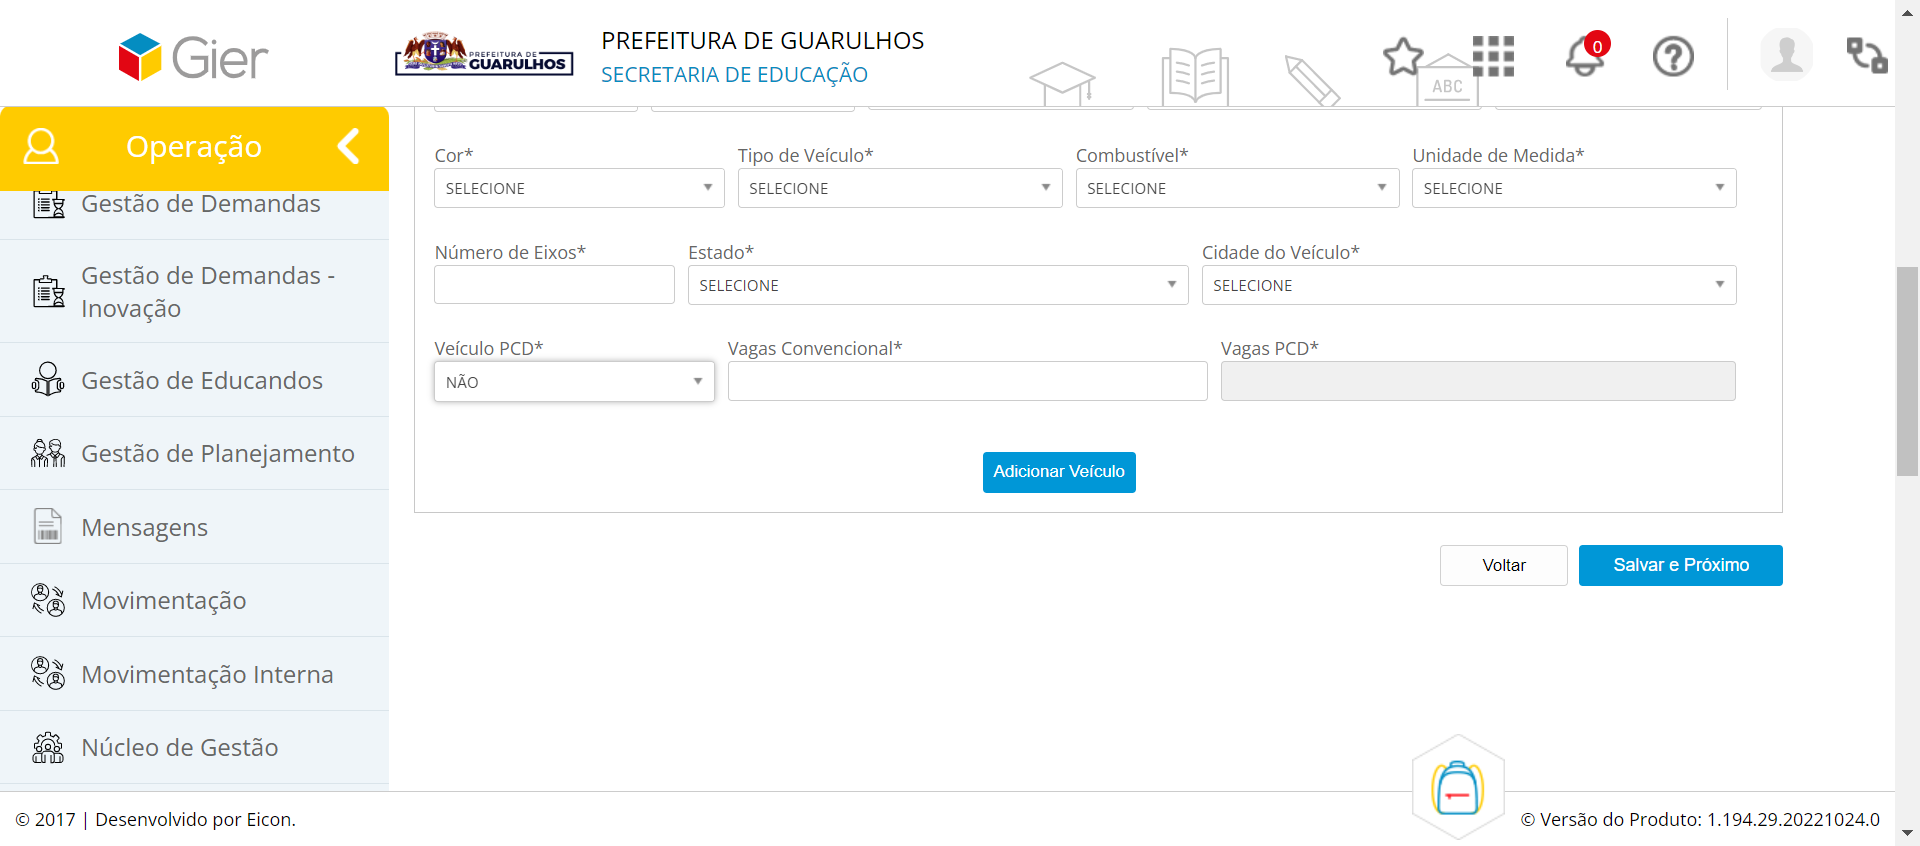 Gier
PREFEITURA DE
GUARULHOS
PREFEITURA DE GUARULHOS
SECRETARIA DE EDUCAÇÃO
ABC
0
Operação
Gestão de Demandas
Gestão de Demandas -
Inovação
Gestão de Educandos
Gestão de Planejamento
Mensagens
Movimentação
Movimentação Interna
Núcleo de Gestão
Cor* Tipo de Veículo* Combustível* Unidade de Medida*
SELECIONE SELECIONE SELECIONE SELECIONE
Número de Eixos* Estado* Cidade do Veículo*
SELECIONE SELECIONE
Veículo PCD* Vagas Convencional* Vagas PCD*
NÃO
Adicionar Veículo
Voltar Salvar e Próximo
© 2017 | Desenvolvido por Eicon.
© Versão do Produto: 1.194.29.20221024.0